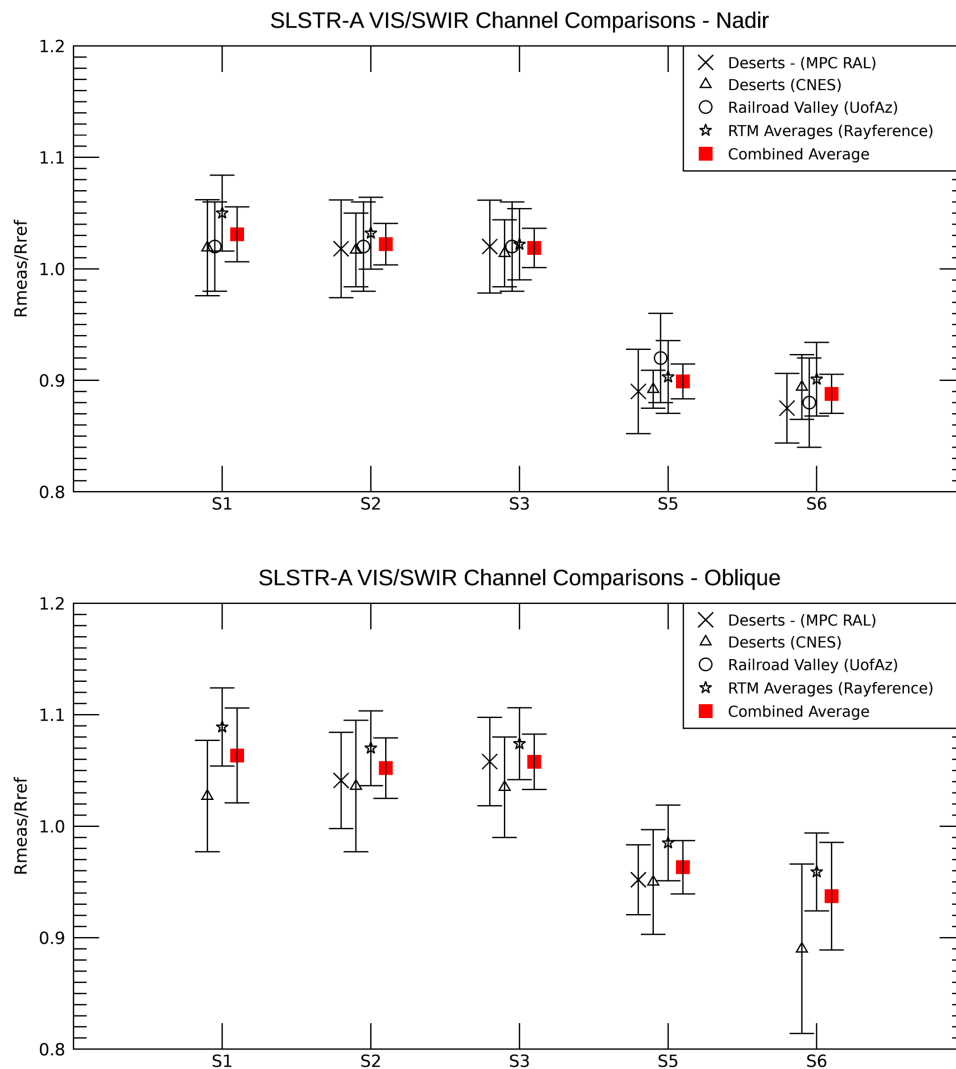 SLSTR-A VIS/SWIR Channel Comparisons - Nadir
1.2
Deserts - (MPC RAL)
Deserts (CNES)
Railroad Valley (UofAz)
RTM Averages (Rayference)
Combined Average
1.1
Rmeas/Rref
1.0
0.9
0.8
S1 S2 S3 S5 S6
SLSTR-A VIS/SWIR Channel Comparisons - Oblique
1.2
Deserts - (MPC RAL)
Deserts (CNES)
Railroad Valley (UofAz)
RTM Averages (Rayference)
Combined Average
1.1
Rmeas/Rref
1.0
0.9
0.8
S1 S2 S3 S5 S6